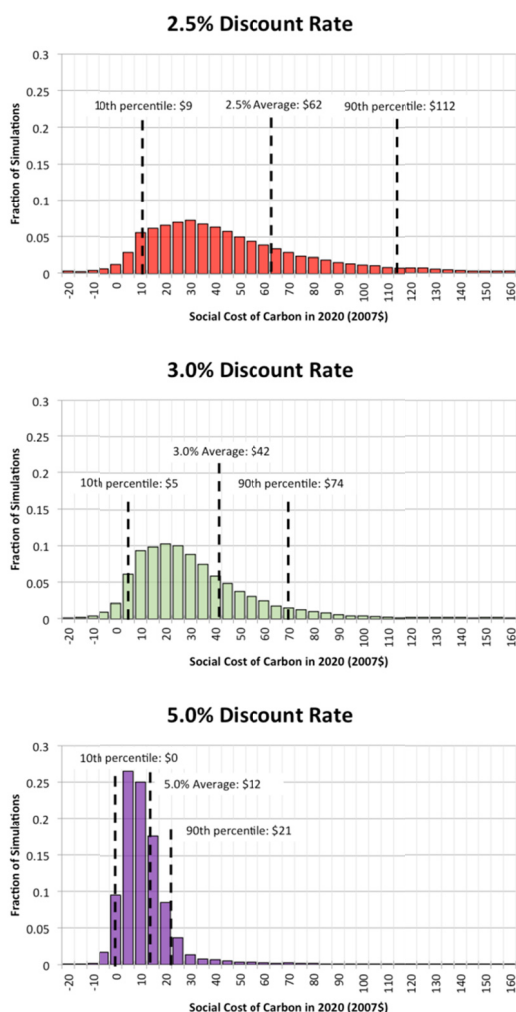 2.5% Discount Rate
0.3
0.25
0.2
0.15
0.1
0.05
0
Fraction of Simulations
10th percentile: $9
2.5% Average: $62
90th percentile: $112
-20 -10 0 10 20 30 40 50 60 70 80 90 100 110 120 130 140 150 160
Social Cost of Carbon in 2020 (2007$)
3.0% Discount Rate
0.3
0.25
0.2
0.15
0.1
0.05
0
Fraction of Simulations
3.0% Average: $42
10th percentile: $5
90th percentile: $74
-20 -10 0 10 20 30 40 50 60 70 80 90 100 110 120 130 140 150 160
Social Cost of Carbon in 2020 (2007$)
5.0% Discount Rate
0.3
0.25
0.2
0.15
0.1
0.05
0
Fraction of Simulations
10th percentile: $0
5.0% Average: $12
90th percentile: $21
-20 -10 0 10 20 30 40 50 60 70 80 90 100 110 120 130 140 150 160
Social Cost of Carbon in 2020 (2007$)